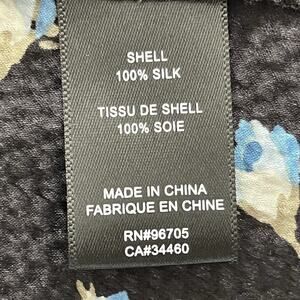 SHELL
100% SILK
TISSU DE SHELL
100% SOIE
MADE IN CHINA
FABRIQUE EN CHINE
RN#96705
CA#34460